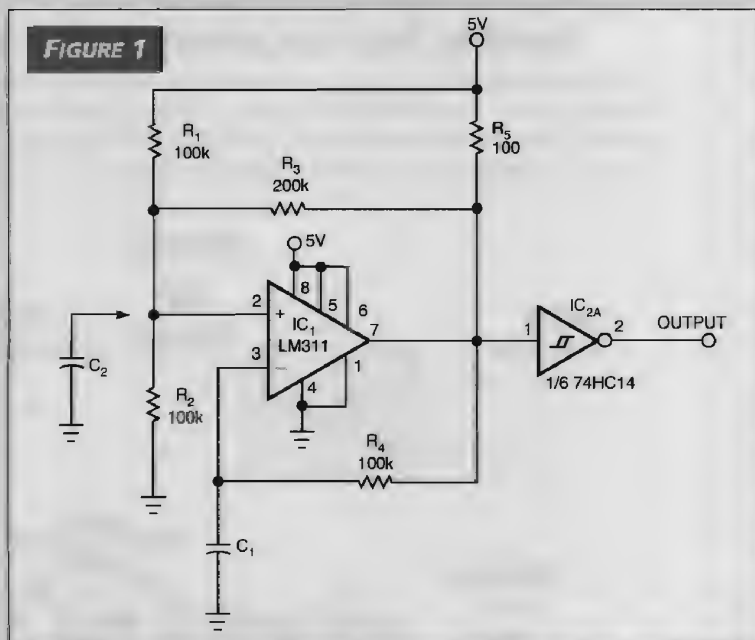 FIGURE 1
5V
R1
100k
R5
100
R3
200k
5V
8
5
6
2
+
IC1
LM311
7
3
−
4
1
C2
R2
100k
R4
100k
C1
1
IC2A
2
OUTPUT
1/6 74HC14